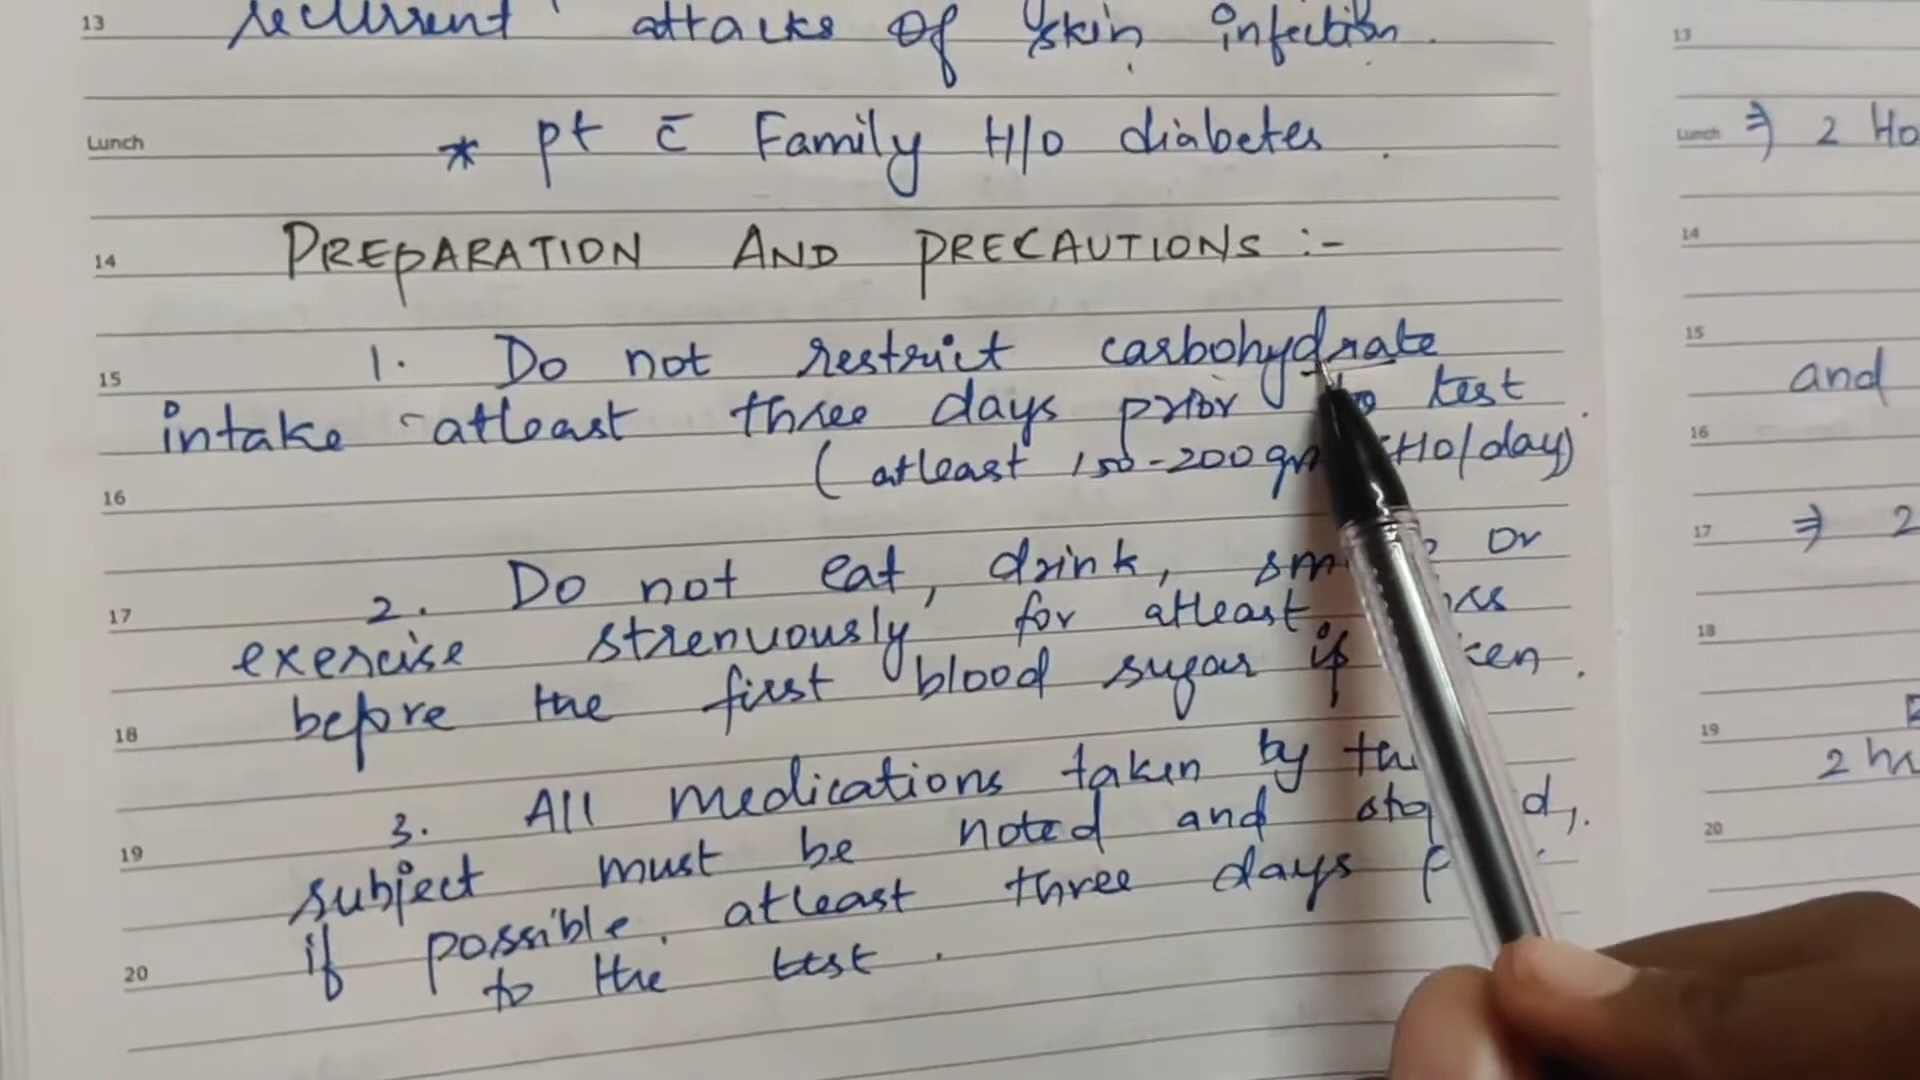 13 recurrent attacks of skin infection.
Lunch * pt c̄ Family H/O diabetes.
14 PREPARATION AND PRECAUTIONS :-
15 1. Do not restrict carbohydrate
intake atleast three days prior to test.
16 (atleast 150-200 gm CHO/day)
17 2. Do not eat, drink, or
exercise strenuously for atleast
18 before the first blood sugar is
19 3. All medications taken by
subject must be noted and
20 if possible, atleast three days
to the test.
13
Lunch ⇒ 2
14
15
and
16
17 ⇒ 2
18
19
2
20